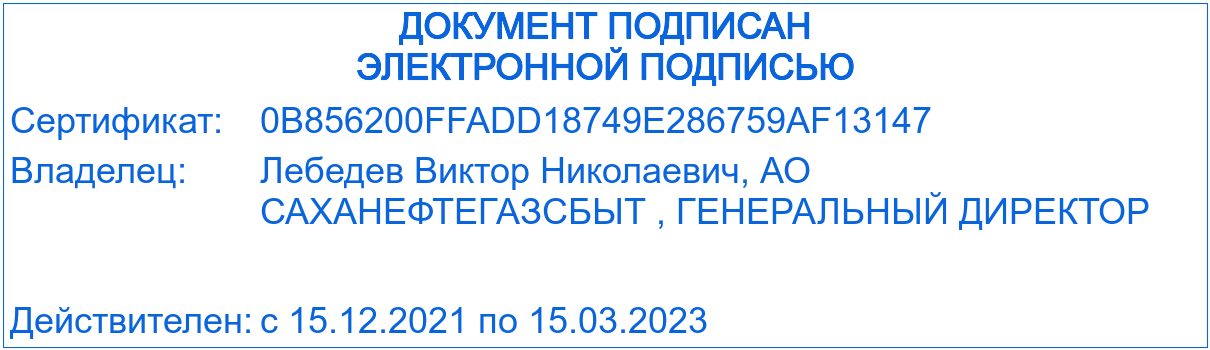 ДОКУМЕНТ ПОДПИСАН
ЭЛЕКТРОННОЙ ПОДПИСЬЮ
Сертификат: 0B856200FFADD18749E286759AF13147
Владелец: Лебедев Виктор Николаевич, АО
САХАНЕФТЕГАЗСБЫТ , ГЕНЕРАЛЬНЫЙ ДИРЕКТОР
Действителен: с 15.12.2021 по 15.03.2023